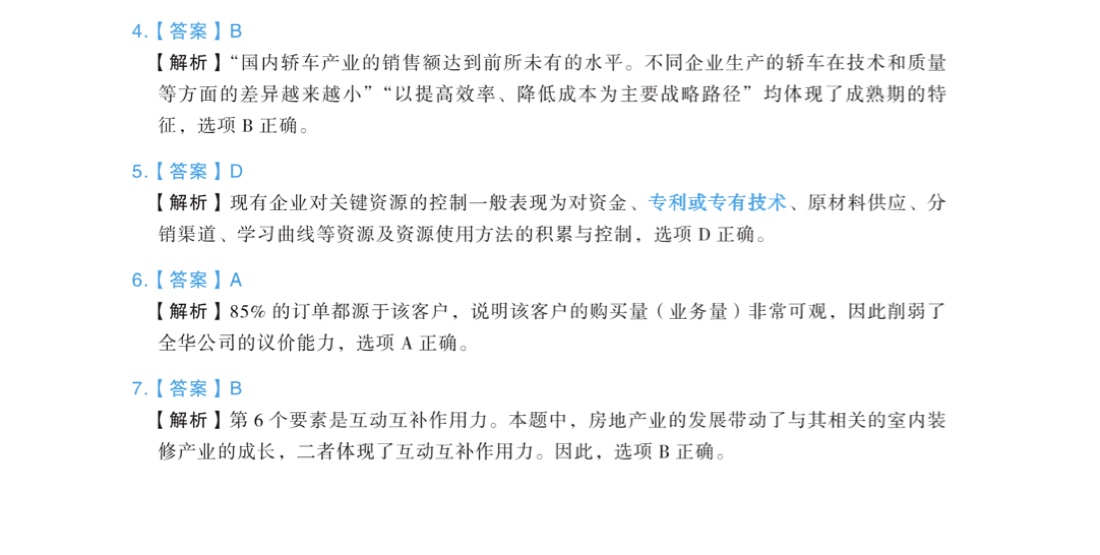 4.【答案】B
【解析】“国内轿车产业的销售额达到前所未有的水平。不同企业生产的轿车在技术和质量
等方面的差异越来越小”“以提高效率、降低成本为主要战略路径”均体现了成熟期的特
征，选项 B 正确。
5.【答案】D
【解析】现有企业对关键资源的控制一般表现为对资金、专利或专有技术、原材料供应、分
销渠道、学习曲线等资源及资源使用方法的积累与控制，选项 D 正确。
6.【答案】A
【解析】85% 的订单都源于该客户，说明该客户的购买量（业务量）非常可观，因此削弱了
全华公司的议价能力，选项 A 正确。
7.【答案】B
【解析】第 6 个要素是互动互补作用力。本题中，房地产业的发展带动了与其相关的室内装
修产业的成长，二者体现了互动互补作用力。因此，选项 B 正确。